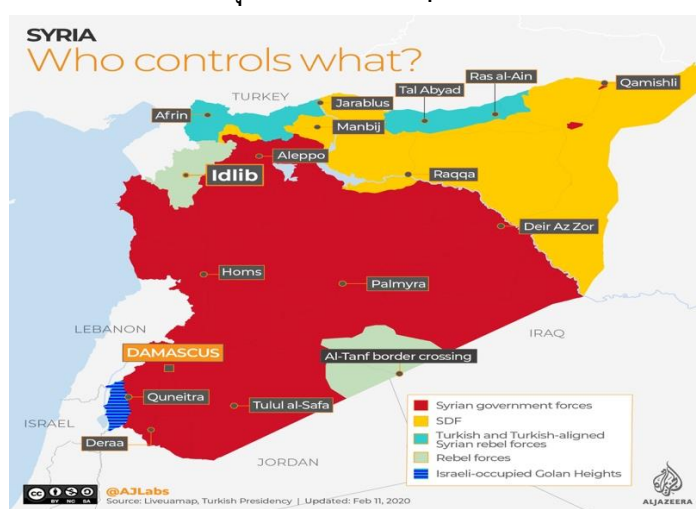 SYRIA
Who controls what?
TURKEY
Ras al-Ain
Qamishli
Tal Abyad
Jarablus
Afrin
Manbij
Aleppo
Idlib
Raqqa
Deir Az Zor
Homs
Palmyra
LEBANON
IRAQ
DAMASCUS
Al-Tanf border crossing
Quneitra
Tulul al-Safa
ISRAEL
Deraa
JORDAN
Syrian government forces
SDF
Turkish and Turkish-aligned
Syrian rebel forces
Rebel forces
Israeli-occupied Golan Heights
@AJLabs
Source: Liveuamap, Turkish Presidency | Updated: Feb 11, 2020
BY NC SA
ALJAZEERA